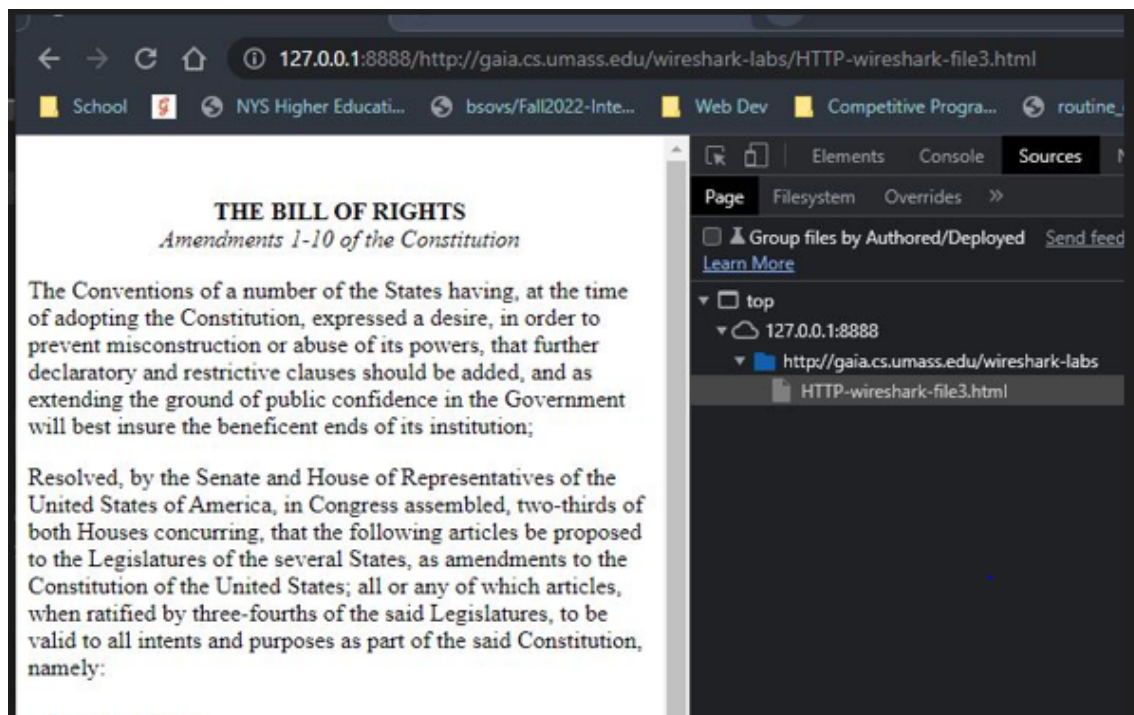 127.0.0.1:8888/http://gaia.cs.umass.edu/wireshark-labs/HTTP-wireshark-file3.html
School NYS Higher Educati... bsovs/Fall2022-Inte... Web Dev Competitive Progra... routine_
THE BILL OF RIGHTS
Amendments 1-10 of the Constitution
The Conventions of a number of the States having, at the time
of adopting the Constitution, expressed a desire, in order to
prevent misconstruction or abuse of its powers, that further
declaratory and restrictive clauses should be added, and as
extending the ground of public confidence in the Government
will best insure the beneficent ends of its institution;
Resolved, by the Senate and House of Representatives of the
United States of America, in Congress assembled, two-thirds of
both Houses concurring, that the following articles be proposed
to the Legislatures of the several States, as amendments to the
Constitution of the United States; all or any of which articles,
when ratified by three-fourths of the said Legislatures, to be
valid to all intents and purposes as part of the said Constitution,
namely:
Elements Console Sources
Page Filesystem Overrides »
Group files by Authored/Deployed Send feed
Learn More
top
127.0.0.1:8888
http://gaia.cs.umass.edu/wireshark-labs
HTTP-wireshark-file3.html